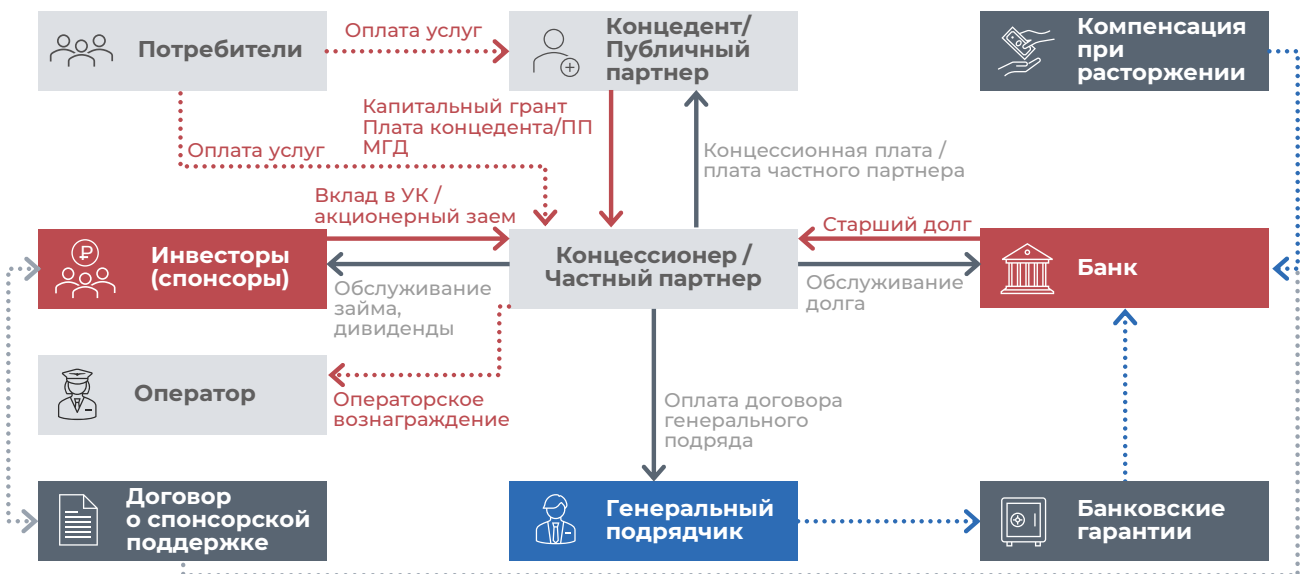 Потребители
Оплата услуг
Концедент/
Публичный
партнер
Компенсация
при
расторжении
Капитальный грант
Плата концедента/ПП
МГД
Оплата услуг
Концессионная плата /
плата частного партнера
Вклад в УК /
акционерный заем
Старший долг
Инвесторы
(спонсоры)
Концессионер /
Частный партнер
Банк
Обслуживание
займа,
дивиденды
Обслуживание
долга
Оператор
Операторское
вознаграждение
Оплата договора
генерального
подряда
Договор
о спонсорской
поддержке
Генеральный
подрядчик
Банковские
гарантии